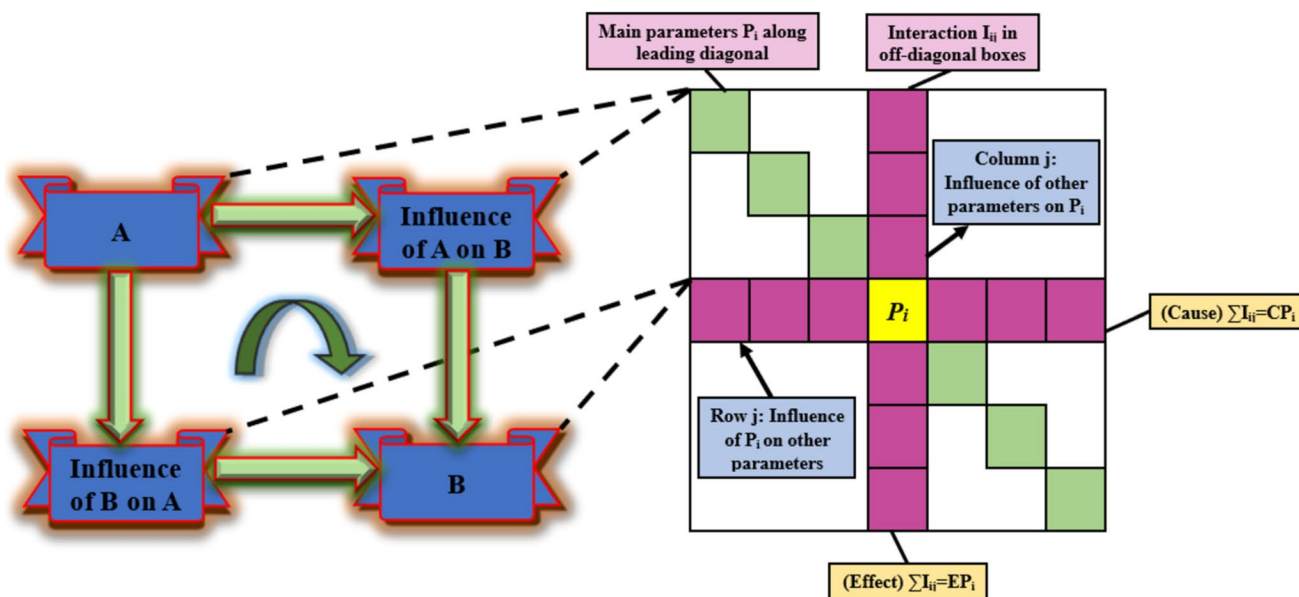 Main parameters Pᵢ along
leading diagonal
Interaction Iᵢⱼ in
off-diagonal boxes
A
Influence
of A on B
Column j:
Influence of other
parameters on Pᵢ
Pᵢ
(Cause) ∑Iᵢⱼ=CPᵢ
Influence
of B on A
B
Row j: Influence
of Pᵢ on other
parameters
(Effect) ∑Iᵢⱼ=EPᵢ